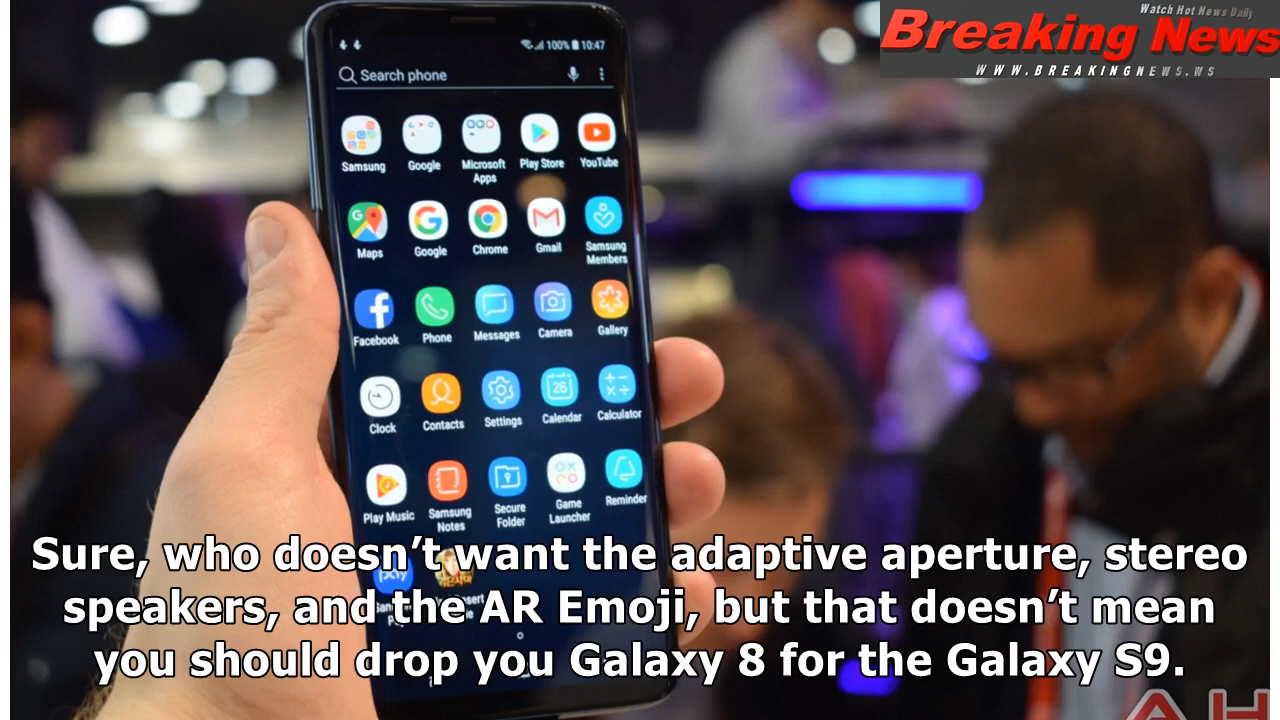 Watch Hot News Daily
Breaking News
WWW.BREAKINGNEWS.WS
100% 10:47
Search phone
Samsung Google Microsoft Apps Play Store YouTube
Maps Google Chrome Gmail Samsung Members
Facebook Phone Messages Camera Gallery
Clock Contacts Settings Calendar Calculator
26
Play Music Samsung Notes Secure Folder Game Launcher Reminder
pay
Sure, who doesn’t want the adaptive aperture, stereo
speakers, and the AR Emoji, but that doesn’t mean
you should drop you Galaxy 8 for the Galaxy S9.
AH